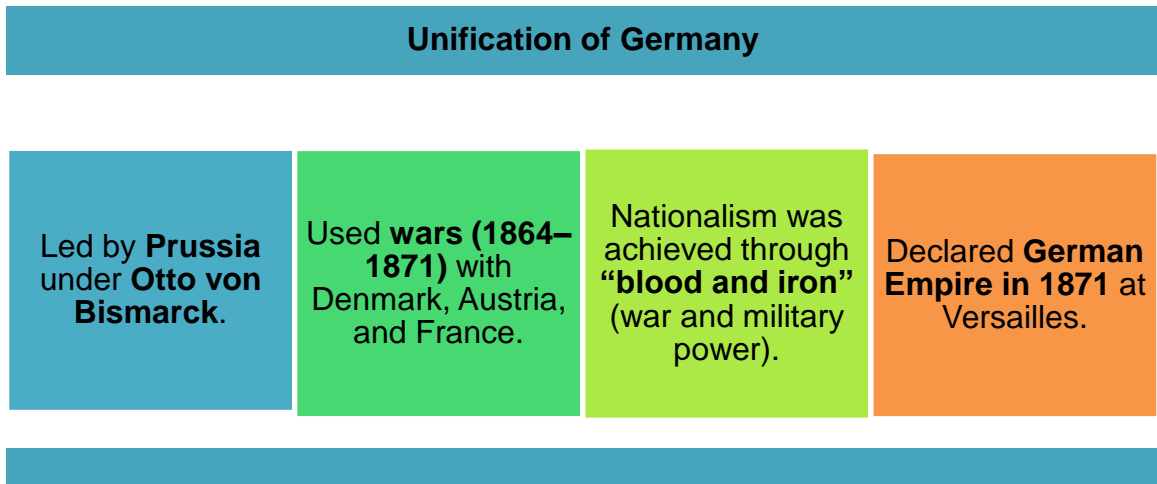 Unification of Germany
Led by Prussia
under Otto von
Bismarck.
Used wars (1864–
1871) with
Denmark, Austria,
and France.
Nationalism was
achieved through
“blood and iron”
(war and military
power).
Declared German
Empire in 1871 at
Versailles.